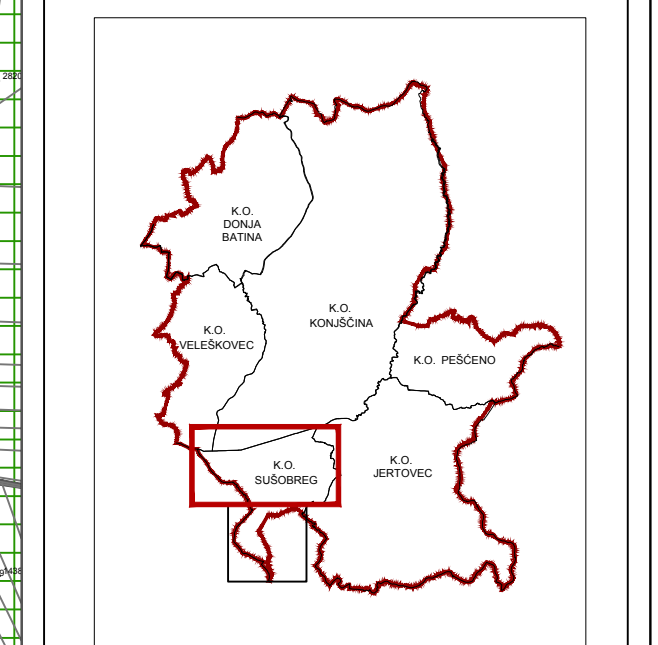 2820
K.O.
DONJA
BATINA
K.O.
KONJŠČINA
K.O.
VELEŠKOVEC
K.O. PEŠĆENO
K.O.
SUŠOBREG
K.O.
JERTOVEC